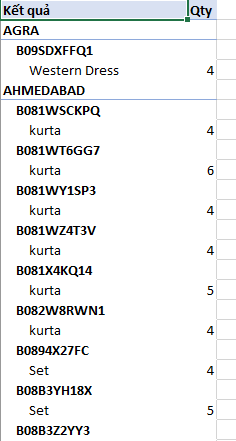 Kết quả Qty
AGRA
B09SDXFFQ1
Western Dress 4
AHMEDABAD
B081WSCKPQ
kurta 4
B081WT6GG7
kurta 6
B081WY1SP3
kurta 4
B081WZ4T3V
kurta 4
B081X4KQ14
kurta 5
B082W8RWN1
kurta 4
B0894X27FC
Set 4
B08B3YH18X
Set 5
B08B3Z2YY3